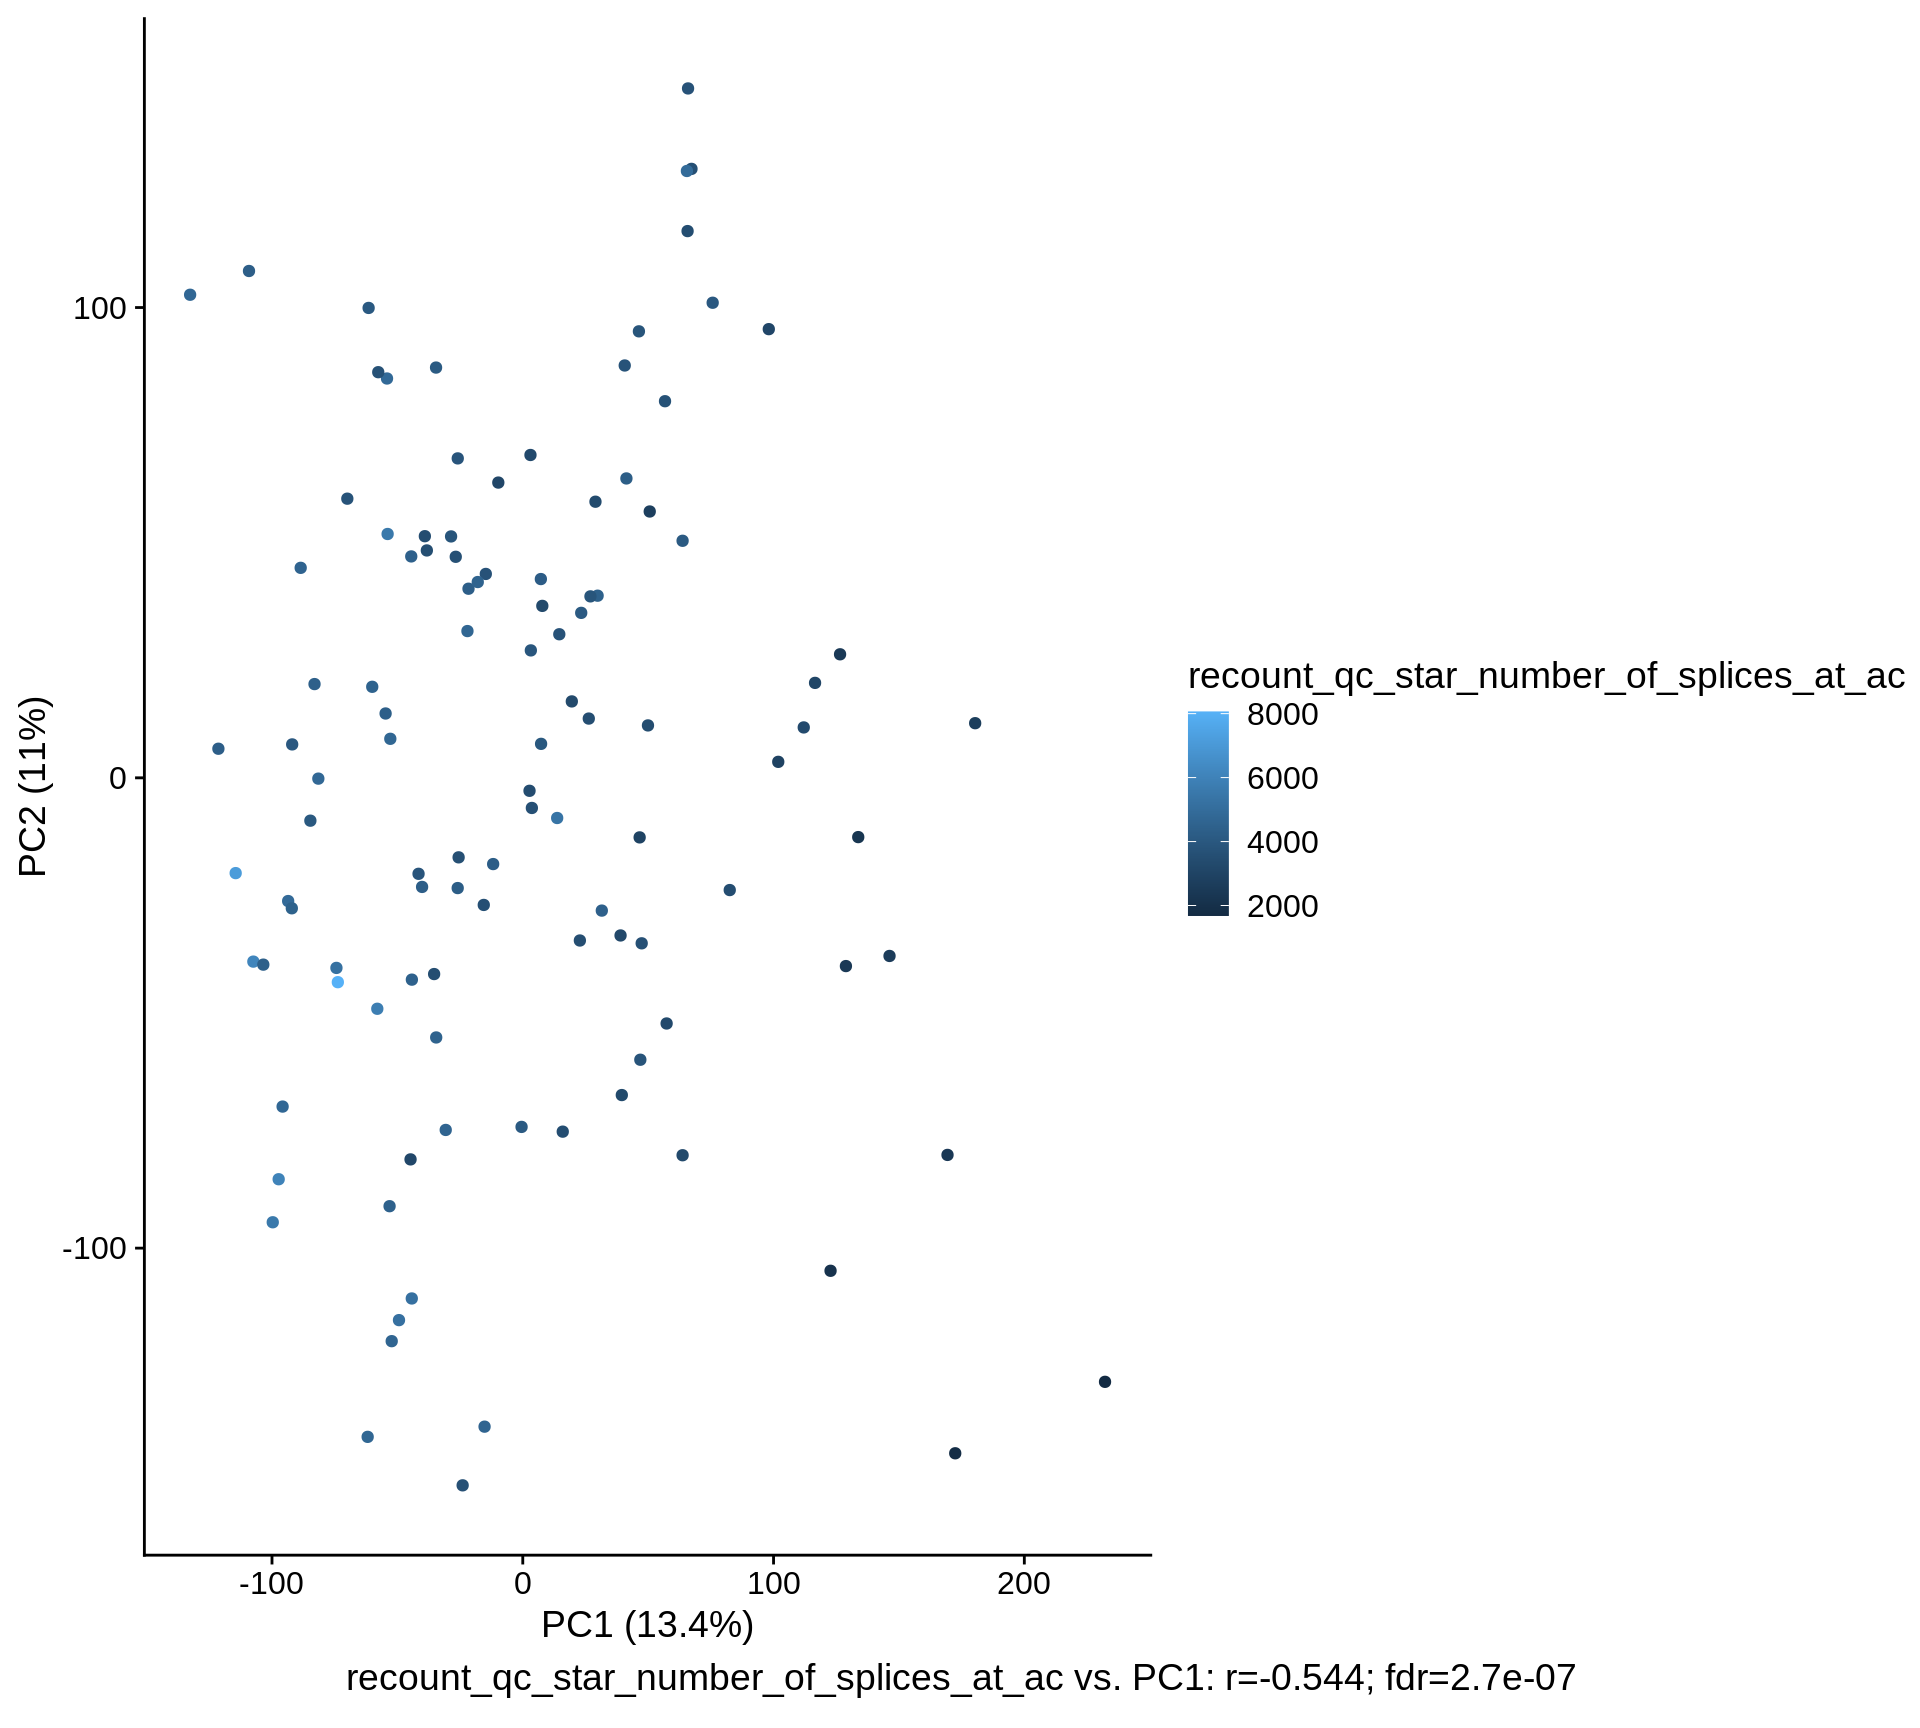 100
0
-100
PC2 (11%)
-100 0 100 200
PC1 (13.4%)
recount_qc_star_number_of_splices_at_ac
8000
6000
4000
2000
recount_qc_star_number_of_splices_at_ac vs. PC1: r=-0.544; fdr=2.7e-07